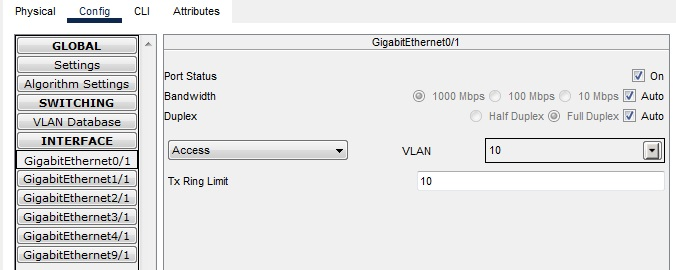 Physical Config CLI Attributes
GLOBAL
Settings
Algorithm Settings
SWITCHING
VLAN Database
INTERFACE
GigabitEthernet0/1
GigabitEthernet1/1
GigabitEthernet2/1
GigabitEthernet3/1
GigabitEthernet4/1
GigabitEthernet9/1
GigabitEthernet0/1
Port Status On
Bandwidth 1000 Mbps 100 Mbps 10 Mbps Auto
Duplex Half Duplex Full Duplex Auto
Access VLAN 10
Tx Ring Limit 10